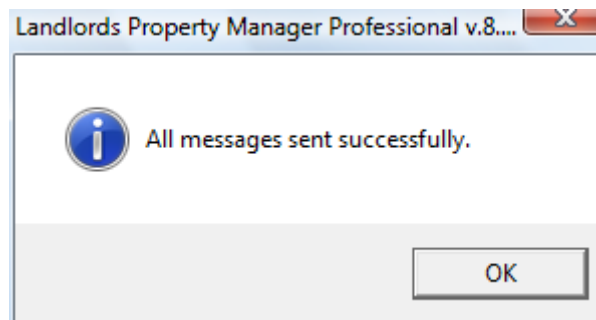 Landlords Property Manager Professional v.8....
All messages sent successfully.
OK